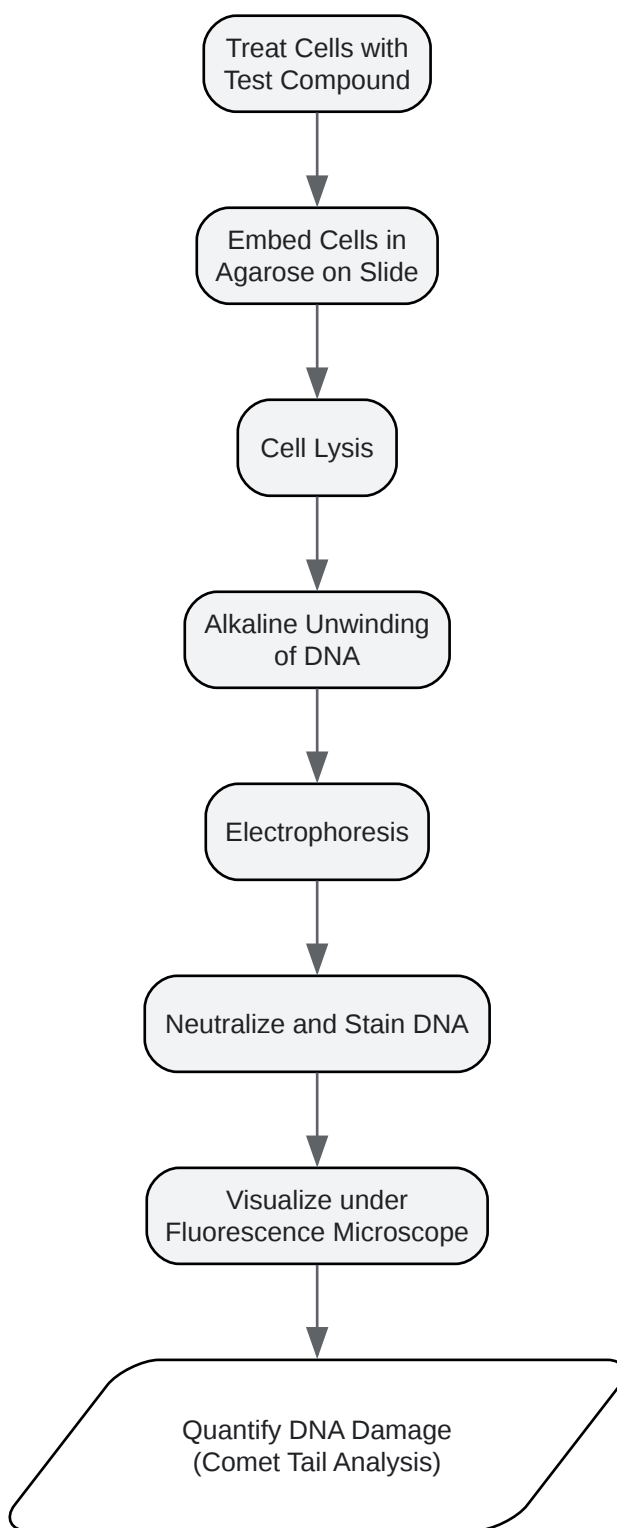 Treat Cells with
Test Compound
Embed Cells in
Agarose on Slide
Cell Lysis
Alkaline Unwinding
of DNA
Electrophoresis
Neutralize and Stain DNA
Visualize under
Fluorescence Microscope
Quantify DNA Damage
(Comet Tail Analysis)